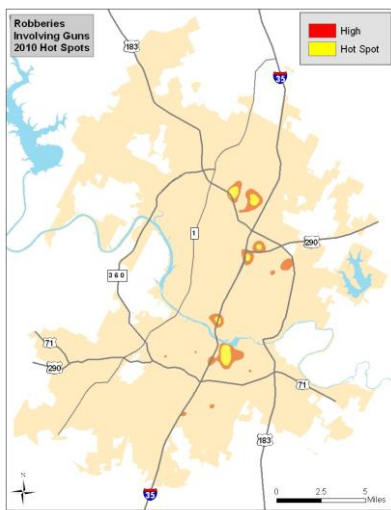 Robberies
Involving Guns
2010 Hot Spots
High
Hot Spot
183
35
1
290
360
71
290
71
183
35
N
0 2.5 5
Miles